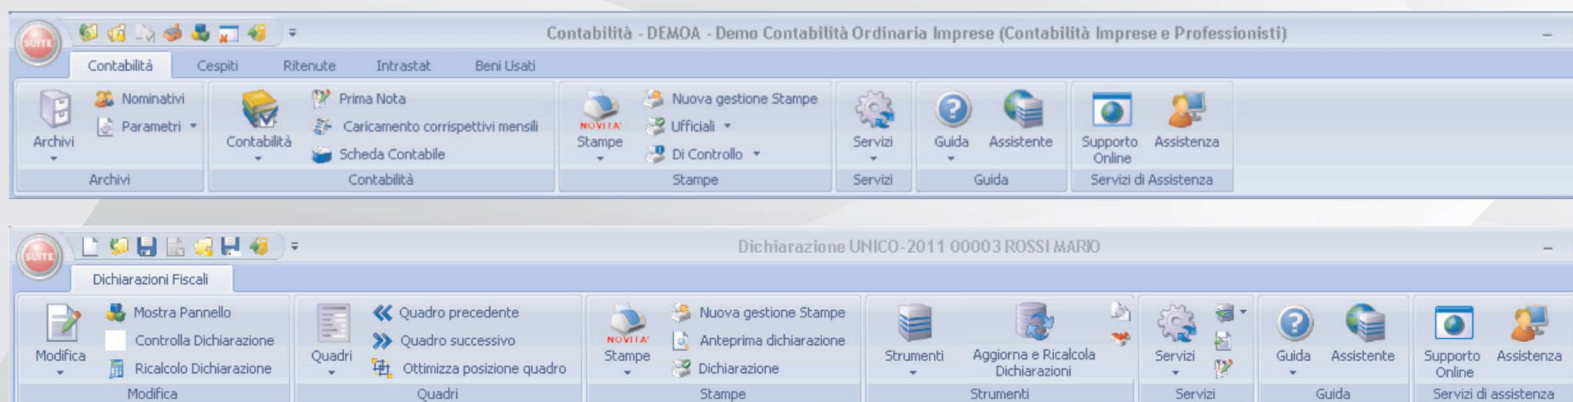 Contabilità - DEMOA - Demo Contabilità Ordinaria Imprese (Contabilità Imprese e Professionisti)
SUITE
Contabilità Cespiti Ritenute Intrastat Beni Usati
Nominativi Prima Nota Nuova gestione Stampe
Parametri Caricamento corrispettivi mensili NOVITA' Ufficiali
Archivi Contabilità Scheda Contabile Stampe Di Controllo Servizi Guida Assistente Supporto Online Assistenza
Archivi Contabilità Stampe Servizi Guida Servizi di Assistenza
Dichiarazione UNICO-2011 00003 ROSSI MARIO
SUITE
Dichiarazioni Fiscali
Mostra Pannello Quadro precedente Nuova gestione Stampe
Controlla Dichiarazione Quadro successivo NOVITA' Anteprima dichiarazione
Modifica Ricalcolo Dichiarazione Quadri Ottimizza posizione quadro Stampe Dichiarazione Strumenti Aggiorna e Ricalcola Dichiarazioni Servizi Guida Assistente Supporto Online Assistenza
Modifica Quadri Stampe Strumenti Servizi Guida Servizi di assistenza